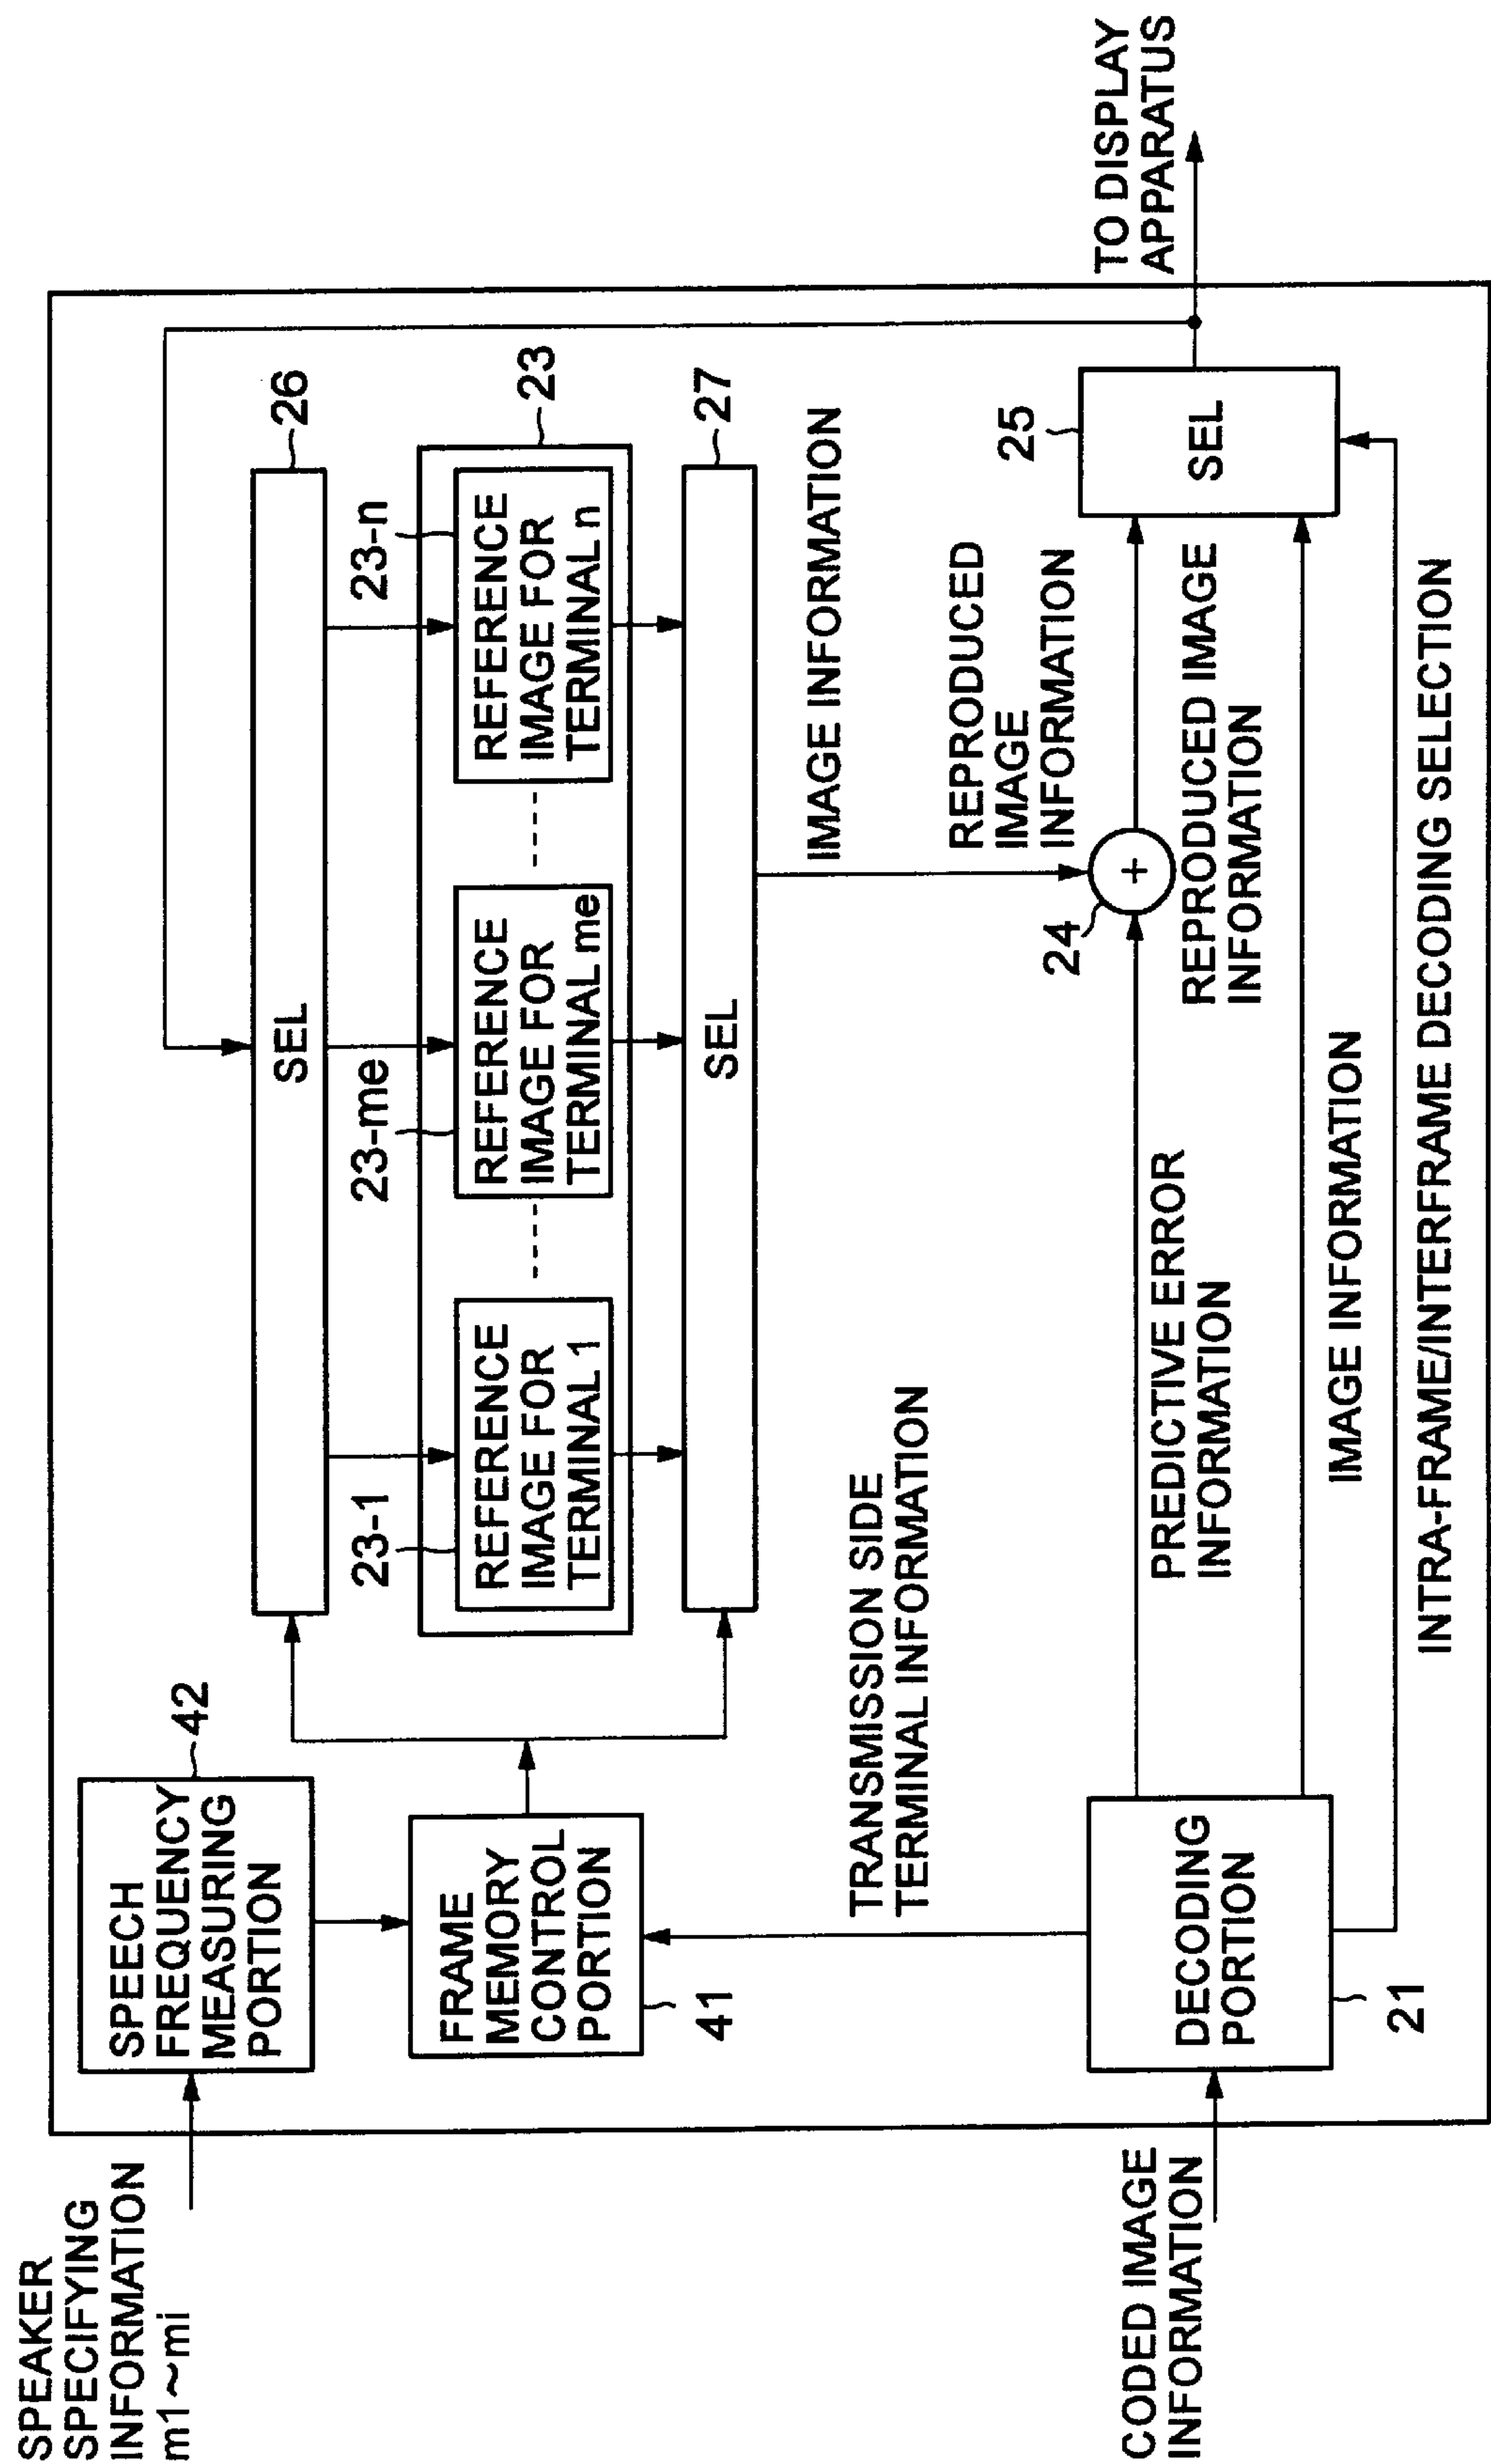 SPEAKER
SPECIFYING
INFORMATION
m1~mi
SPEECH
FREQUENCY
MEASURING
PORTION
42
FRAME
MEMORY
CONTROL
PORTION
41
SEL
26
23-1
23-me
23-n
23
REFERENCE
IMAGE FOR
TERMINAL 1
REFERENCE
IMAGE FOR
TERMINAL me
REFERENCE
IMAGE FOR
TERMINAL n
SEL
27
IMAGE INFORMATION
TRANSMISSION SIDE
TERMINAL INFORMATION
REPRODUCED
IMAGE
INFORMATION
CODED IMAGE
INFORMATION
DECODING
PORTION
21
PREDICTIVE ERROR
INFORMATION
24
+
REPRODUCED IMAGE
INFORMATION
25
SEL
TO DISPLAY
APPARATUS
IMAGE INFORMATION
INTRA-FRAME/INTERFRAME DECODING SELECTION